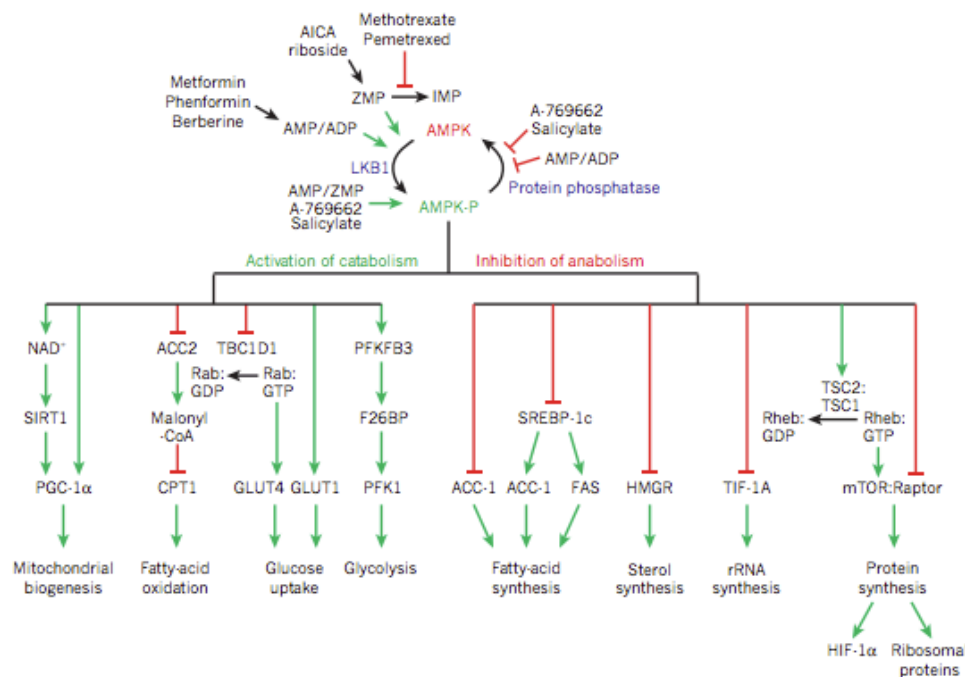 Methotrexate
Pemetrexed
AICA
riboside
ZMP
IMP
Metformin
Phenformin
Berberine
AMP/ADP
AMPK
A-769662
Salicylate
AMP/ADP
LKB1
Protein phosphatase
AMP/ZMP
A-769662
Salicylate
AMPK-P
Activation of catabolism
Inhibition of anabolism
NAD⁺
ACC2
TBC1D1
PFKFB3
Rab:
GDP
Rab:
GTP
TSC2:
TSC1
SIRT1
Malonyl
-CoA
F26BP
SREBP-1c
Rheb:
GDP
Rheb:
GTP
PGC-1α
CPT1
GLUT4
GLUT1
PFK1
ACC-1
ACC-1
FAS
HMGR
TIF-1A
mTOR:Raptor
Mitochondrial
biogenesis
Fatty-acid
oxidation
Glucose
uptake
Glycolysis
Fatty-acid
synthesis
Sterol
synthesis
rRNA
synthesis
Protein
synthesis
HIF-1α
Ribosomal
proteins